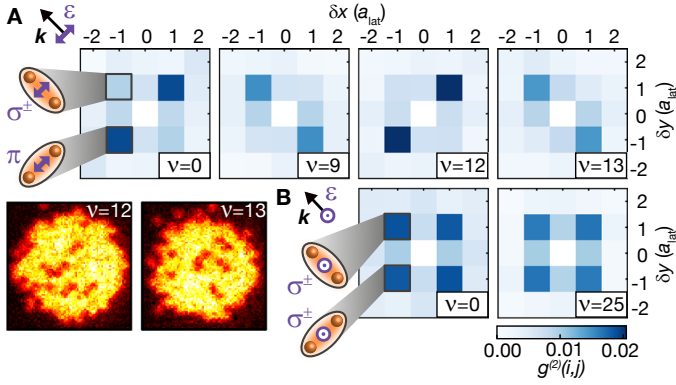 A
δx (a_lat)
ε
k
-2 -1 0 1 2
-2 -1 0 1 2
-2 -1 0 1 2
-2 -1 0 1 2
σ±
π
ν=0
ν=9
ν=12
ν=13
2
1
0
-1
-2
δy (a_lat)
ν=12
ν=13
B
ε
k
σ±
σ±
ν=0
ν=25
2
1
0
-1
-2
δy (a_lat)
0.00 0.01 0.02
g⁽²⁾(i,j)